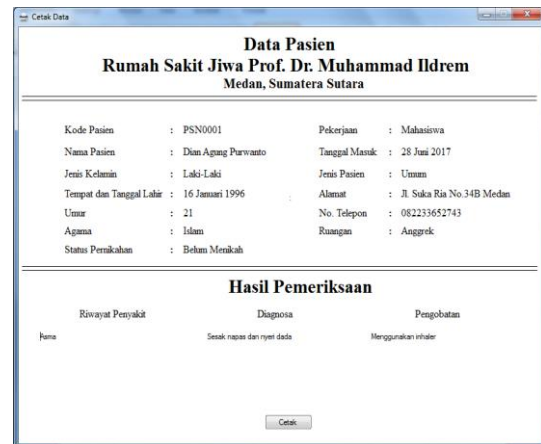 Cetak Data
Data Pasien
Rumah Sakit Jiwa Prof. Dr. Muhammad Ildrem
Medan, Sumatera Sutara
Kode Pasien : PSN0001 Pekerjaan : Mahasiswa
Nama Pasien : Dian Agung Purwanto Tanggal Masuk : 28 Juni 2017
Jenis Kelamin : Laki-Laki Jenis Pasien : Umum
Tempat dan Tanggal Lahir : 16 Januari 1996 Alamat : Jl. Suka Ria No.34B Medan
Umur : 21 No. Telepon : 082233652743
Agama : Islam Ruangan : Anggrek
Status Pernikahan : Belum Menikah
Hasil Pemeriksaan
Riwayat Penyakit Diagnosa Pengobatan
Asma Sesak napas dan nyeri dada Menggunakan inhaler
Cetak